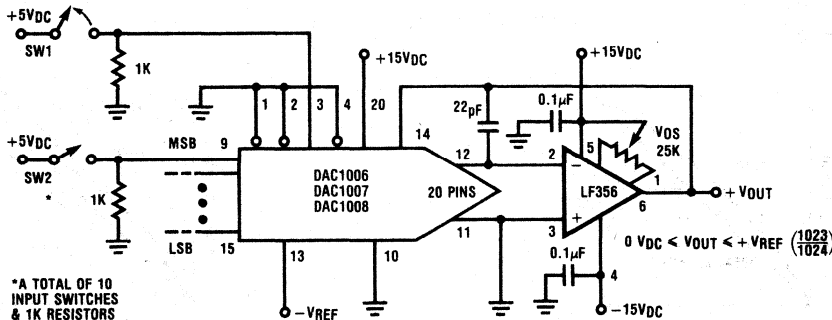 +5VDC
SW1
1K
+15VDC
+15VDC
1
2
3
4
20
14
22pF
0.1μF
VOS
25K
5
1
+5VDC
SW2
*
1K
MSB
9
DAC1006
DAC1007
DAC1008
20 PINS
12
2
−
LF356
+
6
+ VOUT
11
3
LSB
15
13
10
0.1μF
4
0 VDC ≤ VOUT ≤ + VREF (1023/1024)
*A TOTAL OF 10
INPUT SWITCHES
& 1K RESISTORS
−VREF
−15VDC